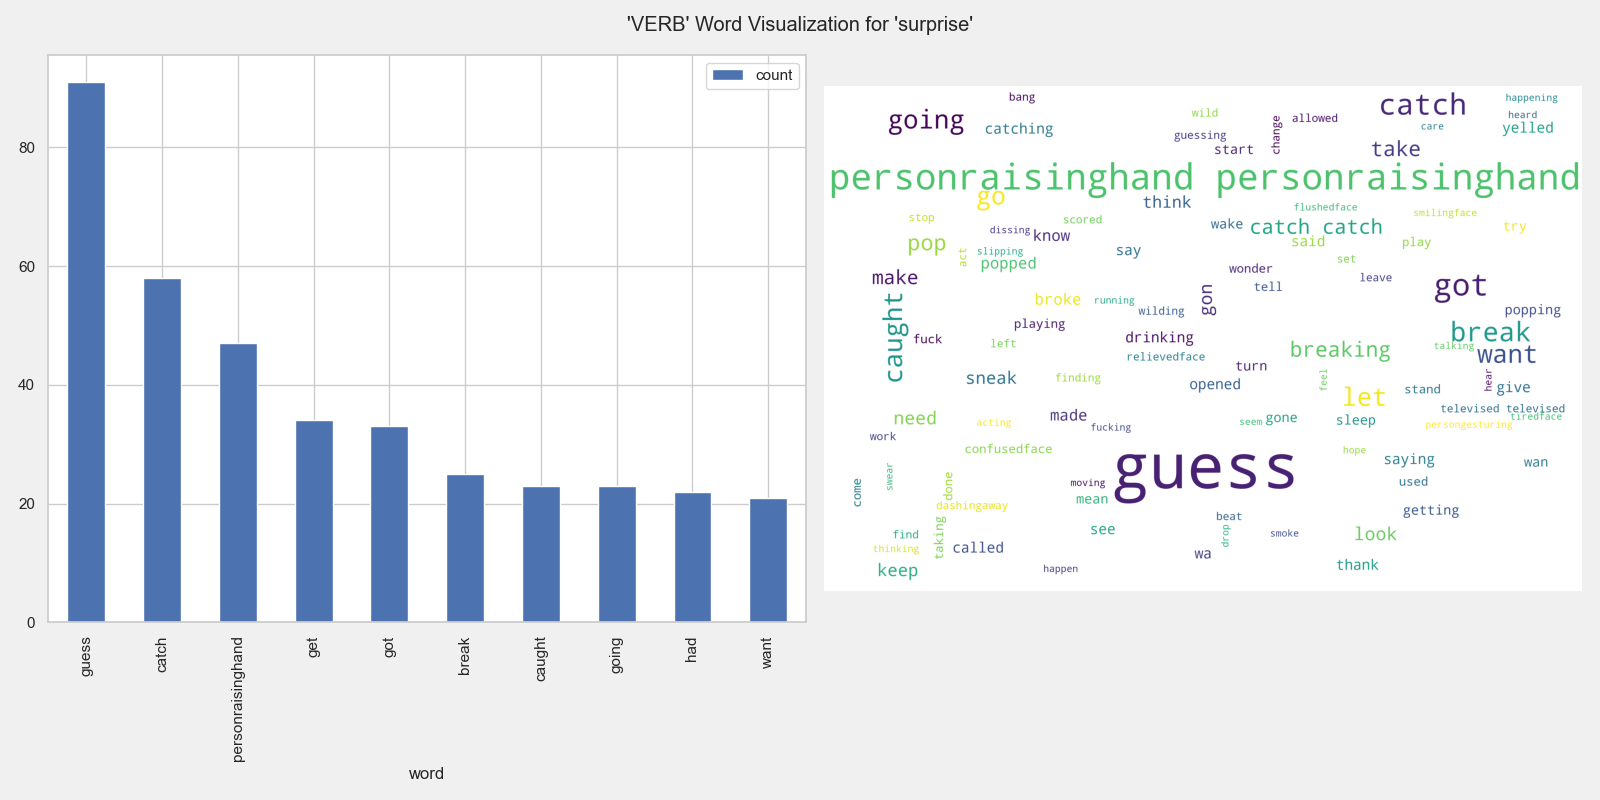 'VERB' Word Visualization for 'surprise'
count
80
60
40
20
0
guess
catch
personraisinghand
get
got
break
caught
going
had
want
word
bang
going
catching
wild
guessing
start
change
allowed
catch
happening
heard
care
yelled
take
personraisinghand personraisinghand
go
think
stop
scored
flushedface
smilingface
wake
catch catch
try
dissing
know
said
play
pop
act
slipping
popped
say
set
make
wonder
tell
leave
got
caught
broke
running
gon
wilding
popping
playing
break
fuck
left
drinking
breaking
talking
want
relievedface
turn
sneak
finding
opened
feel
hear
stand
give
let
televised televised
need
made
seem
gone
sleep
tiredface
acting
fucking
persongesturing
work
confusedface
hope
guess
saying
wan
swear
come
done
moving
mean
used
dashingaway
getting
beat
find
taking
see
drop
smoke
look
thinking
called
wa
keep
happen
thank